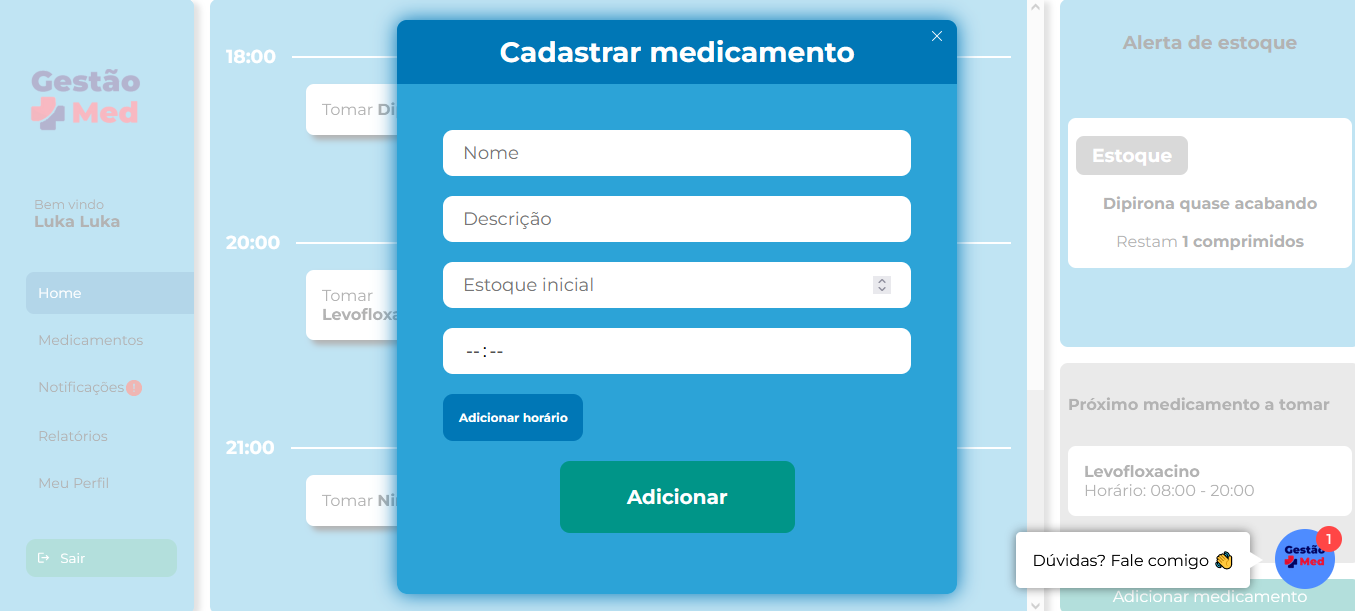 Gestão
Med
Bem vindo
Luka Luka
Home
Medicamentos
Notificações !
Relatórios
Meu Perfil
Sair
18:00
Tomar Di
20:00
Tomar
Levofloxa
21:00
Tomar Ni
Cadastrar medicamento
Nome
Descrição
Estoque inicial
--:--
Adicionar horário
Adicionar
Alerta de estoque
Estoque
Dipirona quase acabando
Restam 1 comprimidos
Próximo medicamento a tomar
Levofloxacino
Horário: 08:00 - 20:00
Dúvidas? Fale comigo 👏
Gestão
Med
1
Adicionar medicamento